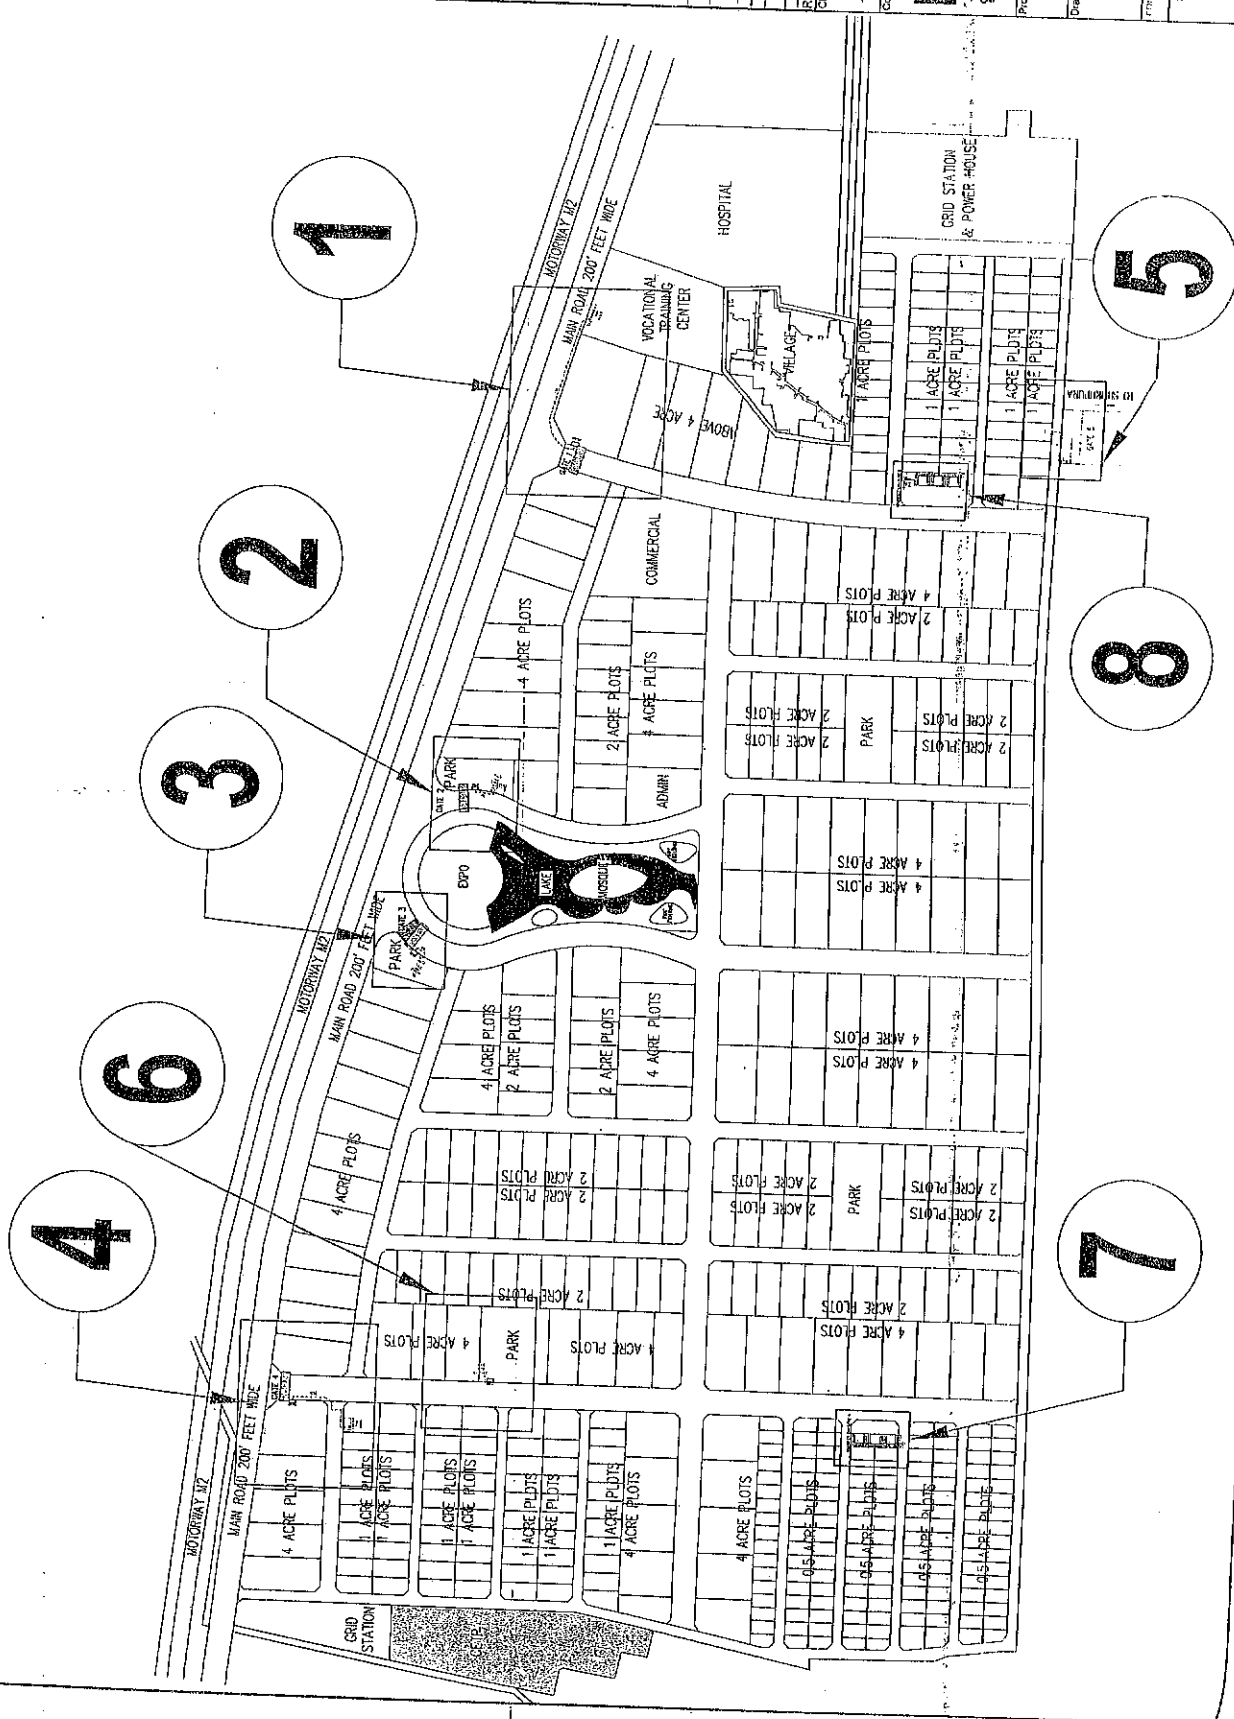 1
2
3
4
5
6
7
8
MOTORWAY M2
MAIN ROAD 200' FEET WIDE
HOSPITAL
VOCATIONAL
TRAINING
CENTER
VILLAGE
GRID STATION
& POWER HOUSE
ABOVE 4 ACRE
1 ACRE PLOTS
1 ACRE PLOTS
1 ACRE PLOTS
1 ACRE PLOTS
1 ACRE PLOTS
GATE 5
COMMERCIAL
4 ACRE PLOTS
2 ACRE PLOTS
4 ACRE PLOTS
ADMIN
4 ACRE PLOTS
2 ACRE PLOTS
2 ACRE PLOTS
2 ACRE PLOTS
PARK
2 ACRE PLOTS
2 ACRE PLOTS
GATE 2
PARK
EXPO
LAKE
MOSQUE
4 ACRE PLOTS
4 ACRE PLOTS
MOTORWAY M2
MAIN ROAD 200' FEET WIDE
GATE 3
PARK
4 ACRE PLOTS
2 ACRE PLOTS
2 ACRE PLOTS
4 ACRE PLOTS
4 ACRE PLOTS
4 ACRE PLOTS
4 ACRE PLOTS
2 ACRE PLOTS
2 ACRE PLOTS
2 ACRE PLOTS
2 ACRE PLOTS
PARK
2 ACRE PLOTS
2 ACRE PLOTS
2 ACRE PLOTS
4 ACRE PLOTS
PARK
4 ACRE PLOTS
2 ACRE PLOTS
4 ACRE PLOTS
MOTORWAY M2
MAIN ROAD 200' FEET WIDE
GATE 4
4 ACRE PLOTS
1 ACRE PLOTS
1 ACRE PLOTS
1 ACRE PLOTS
1 ACRE PLOTS
1 ACRE PLOTS
1 ACRE PLOTS
1 ACRE PLOTS
4 ACRE PLOTS
4 ACRE PLOTS
0.5 ACRE PLOTS
0.5 ACRE PLOTS
0.5 ACRE PLOTS
0.5 ACRE PLOTS
GRID
STATION